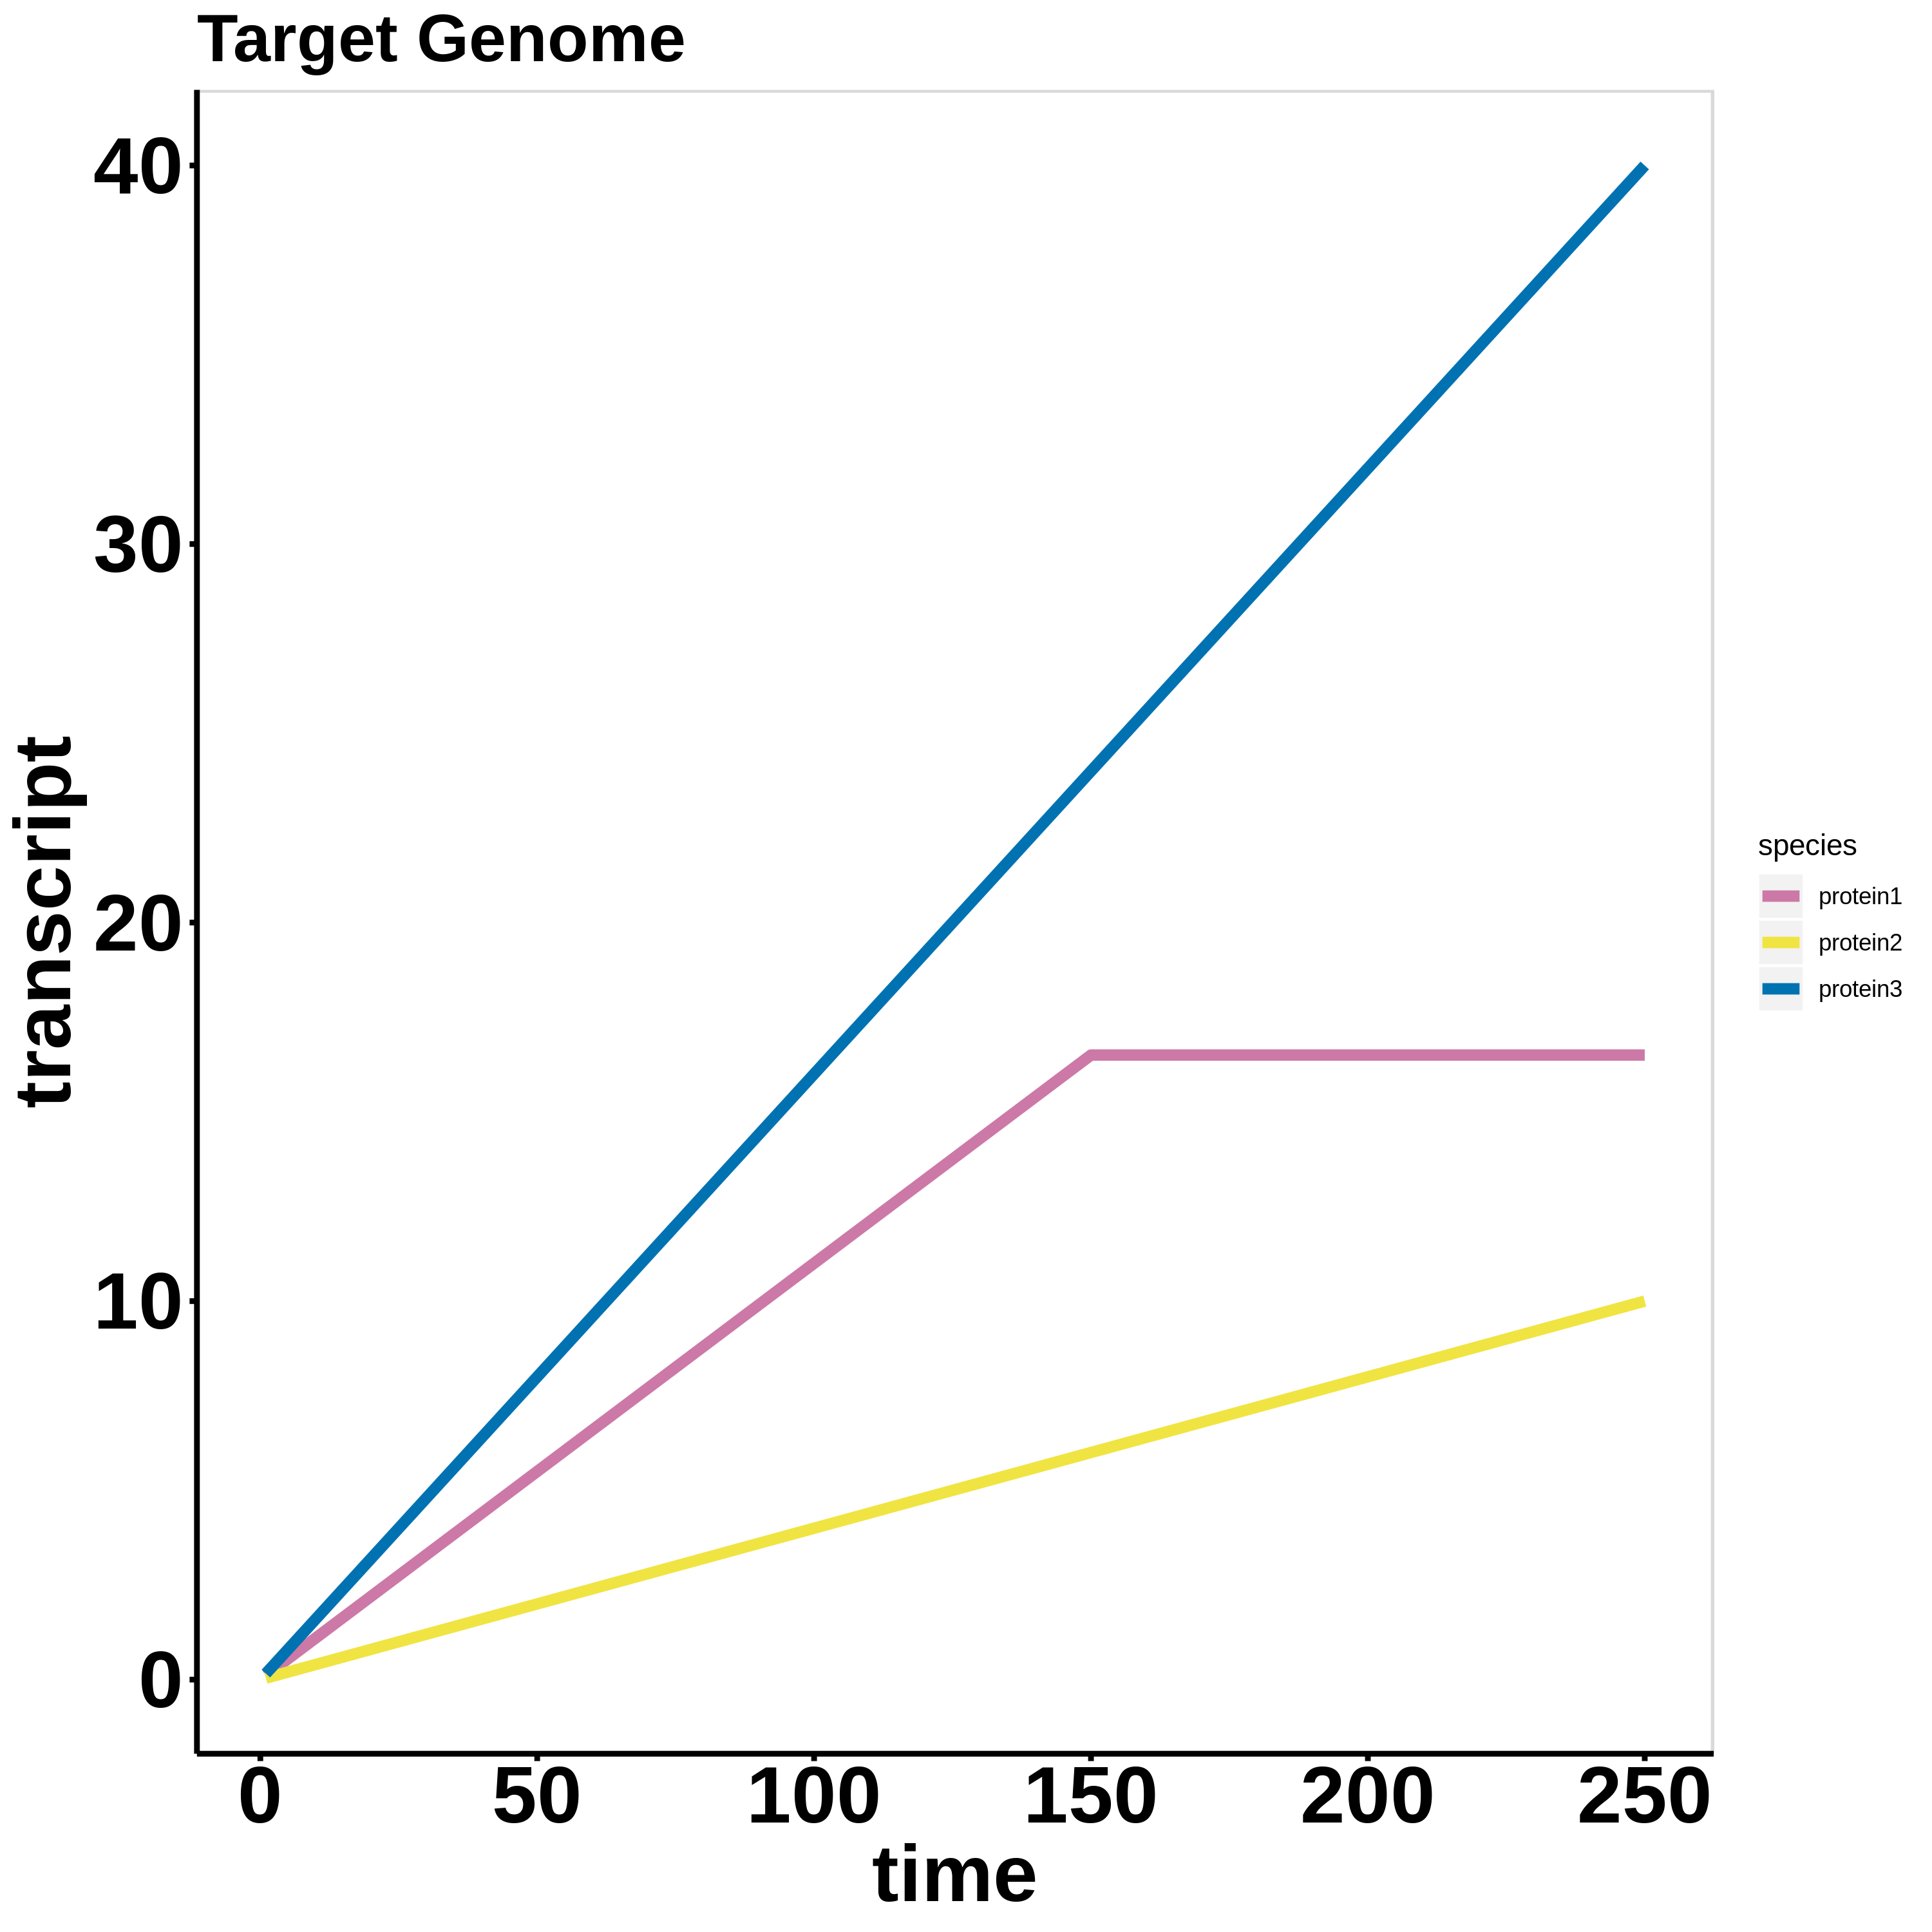 Target Genome
40
30
20
10
0
transcript
0 50 100 150 200 250
time
species
protein1
protein2
protein3